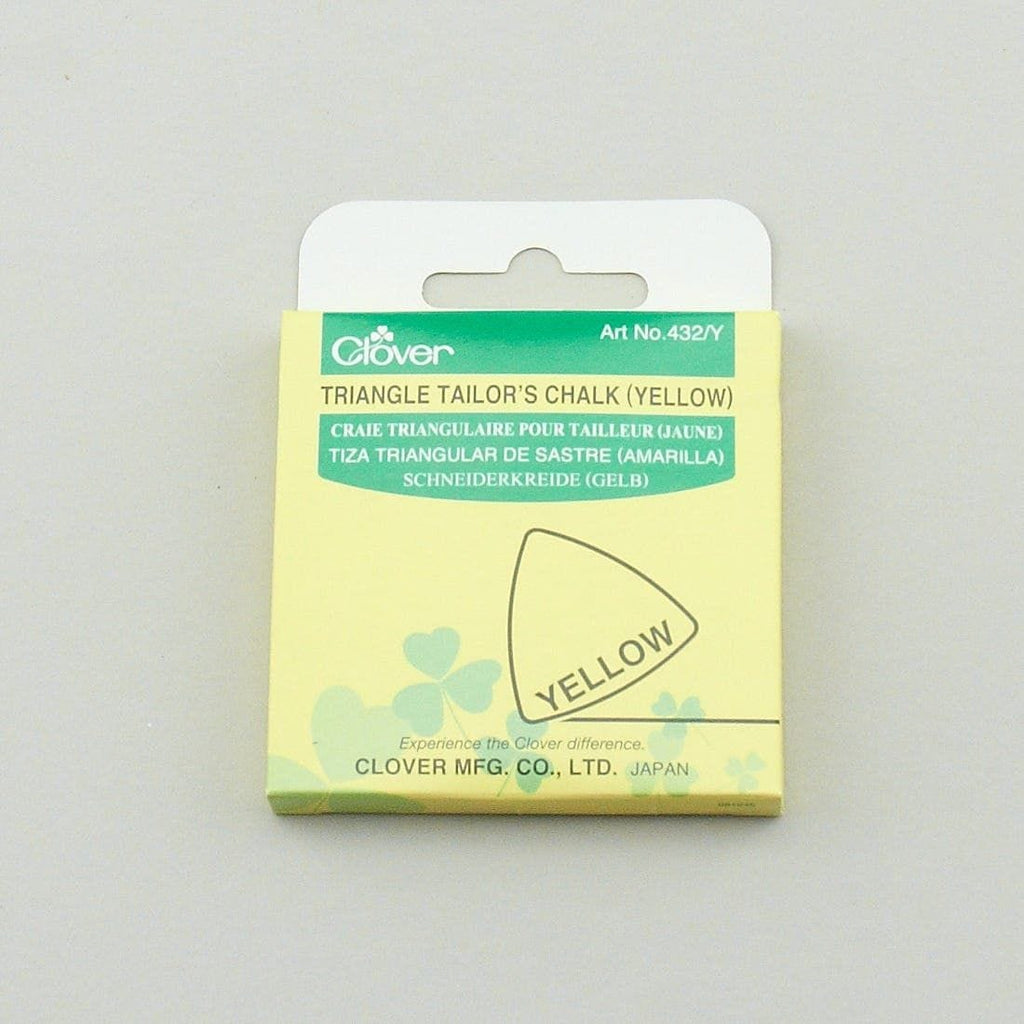 Clover
Art No.432/Y
TRIANGLE TAILOR'S CHALK (YELLOW)
CRAIE TRIANGULAIRE POUR TAILLEUR (JAUNE)
TIZA TRIANGULAR DE SASTRE (AMARILLA)
SCHNEIDERKREIDE (GELB)
YELLOW
Experience the Clover difference.
CLOVER MFG. CO., LTD. JAPAN